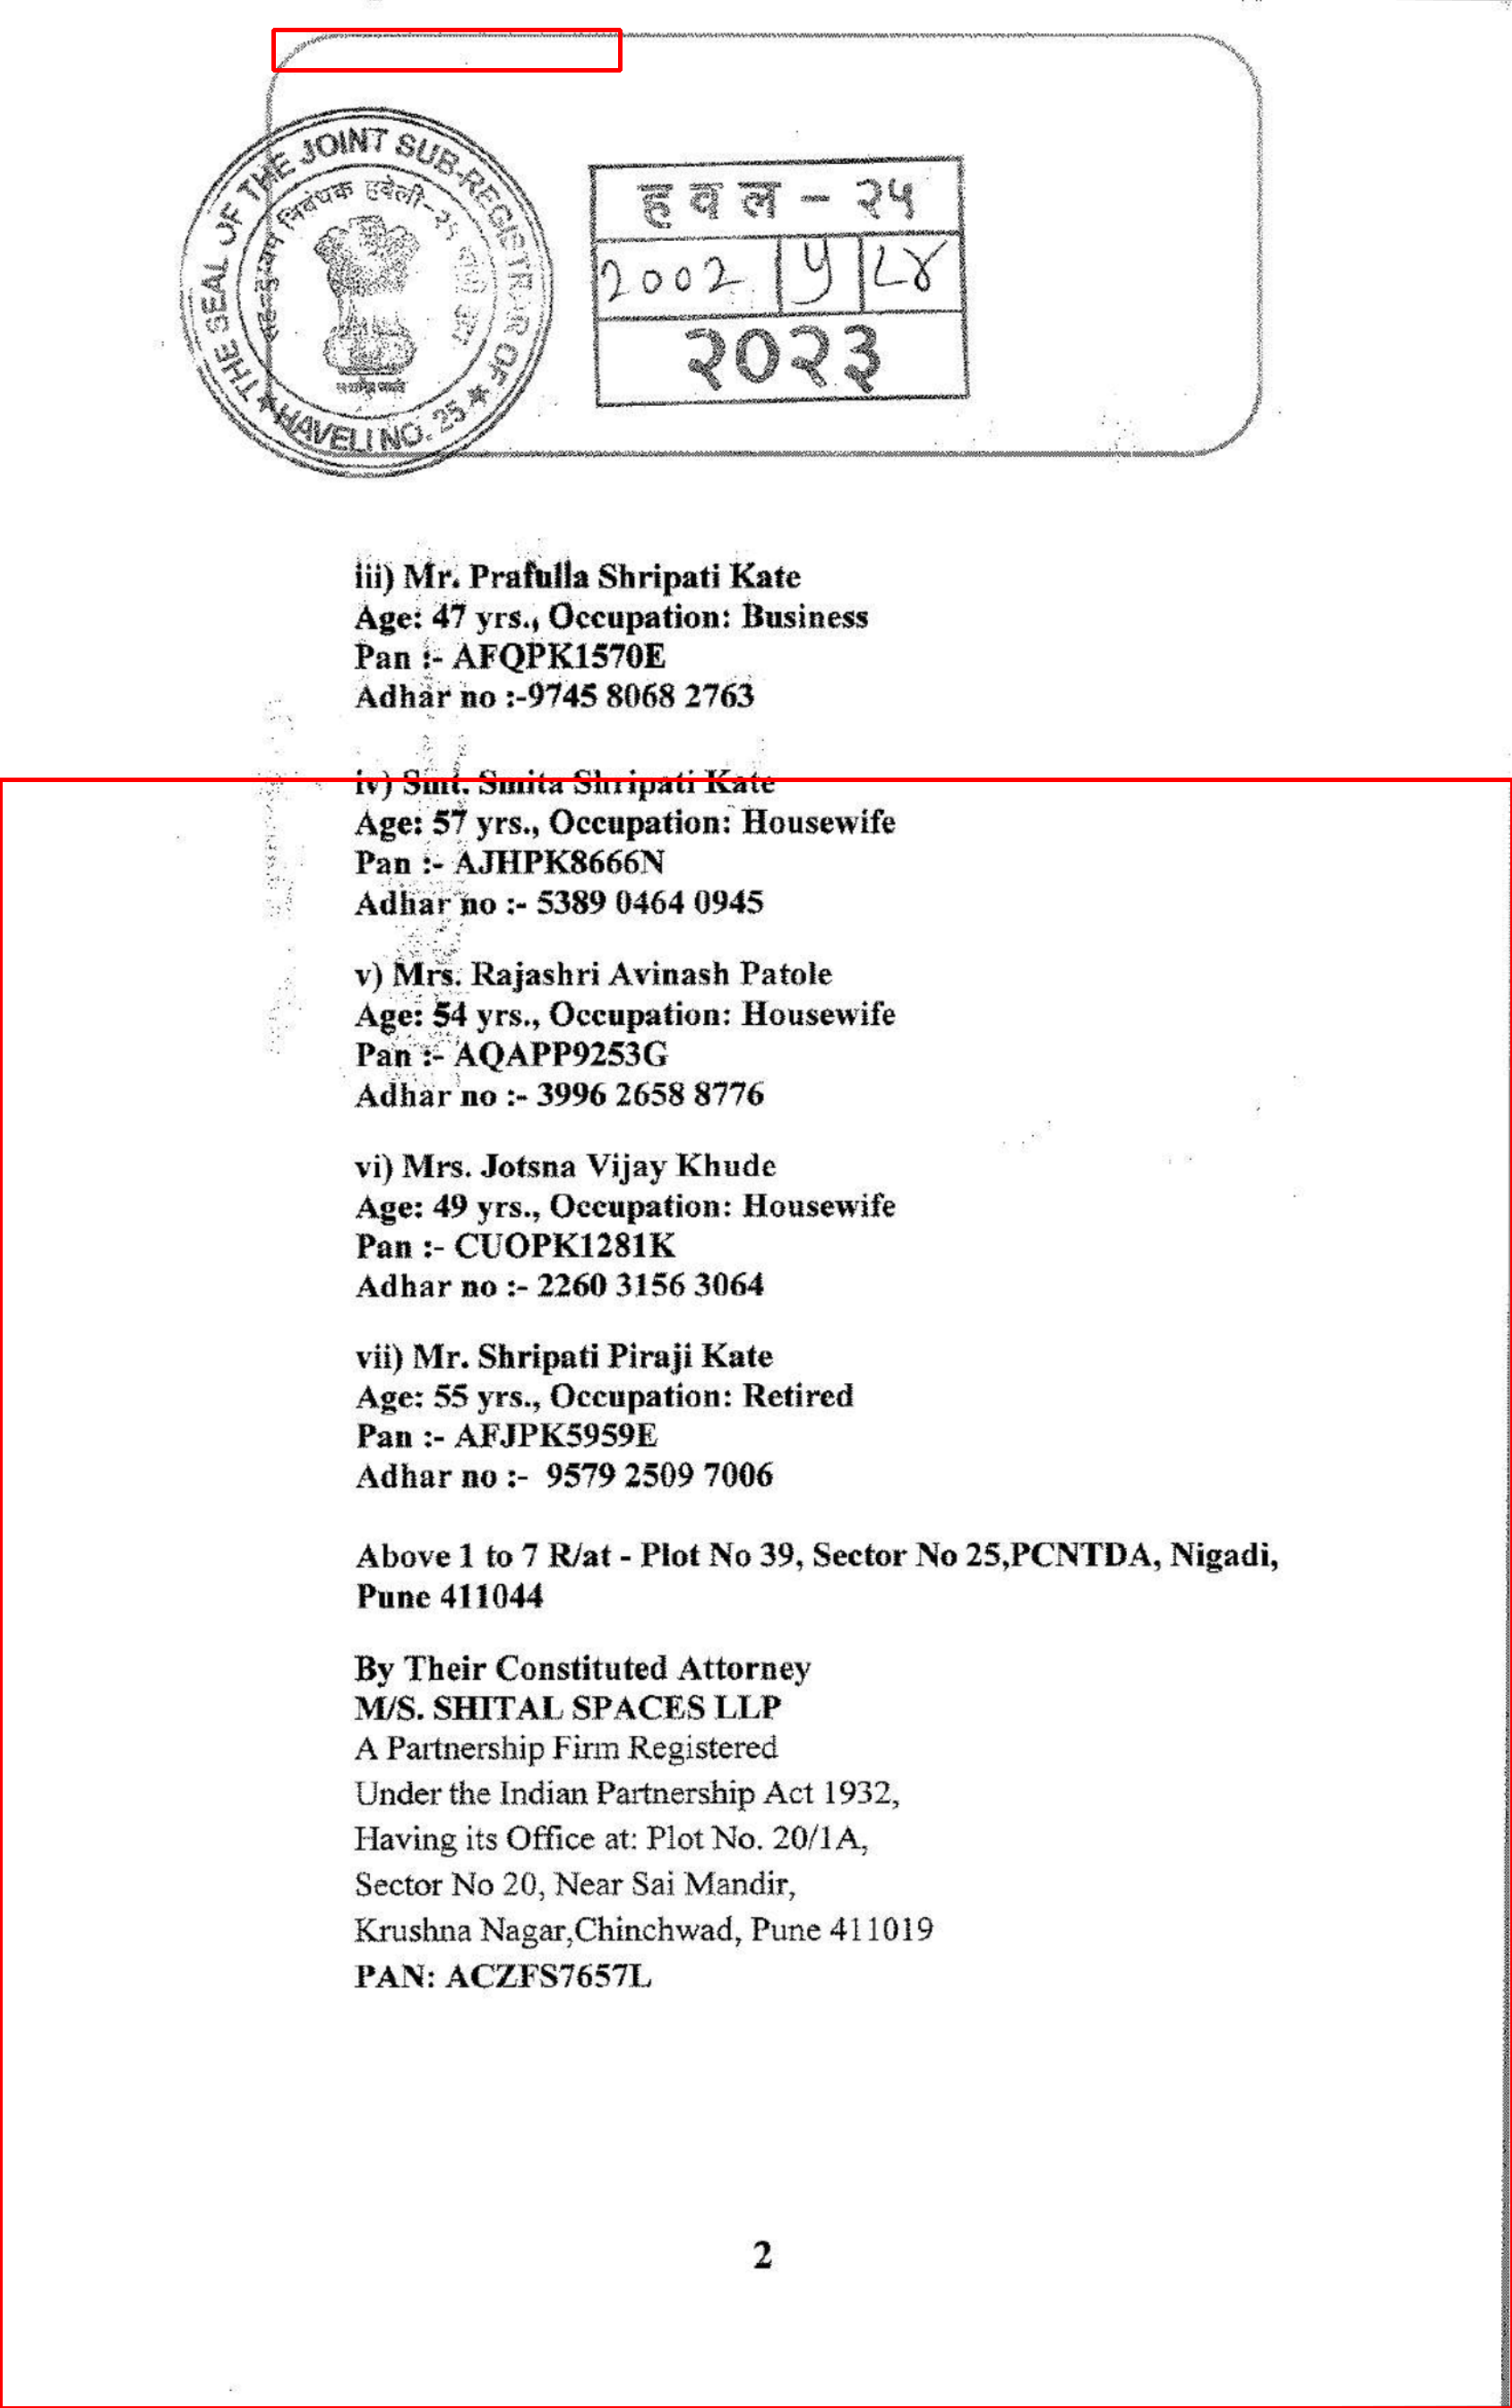 THE SEAL OF THE JOINT SUB-REGISTRAR OF
HAVELI NO. 25
हवल - २५
2002 | ५ | ८४
२०२३
iii) Mr. Prafulla Shripati Kate
Age: 47 yrs., Occupation: Business
Pan :- AFQPK1570E
Adhar no :-9745 8068 2763
iv) Smt. Smita Shripati Kate
Age: 57 yrs., Occupation: Housewife
Pan :- AJHPK8666N
Adhar no :- 5389 0464 0945
v) Mrs. Rajashri Avinash Patole
Age: 54 yrs., Occupation: Housewife
Pan :- AQAPP9253G
Adhar no :- 3996 2658 8776
vi) Mrs. Jotsna Vijay Khude
Age: 49 yrs., Occupation: Housewife
Pan :- CUOPK1281K
Adhar no :- 2260 3156 3064
vii) Mr. Shripati Piraji Kate
Age: 55 yrs., Occupation: Retired
Pan :- AFJPK5959E
Adhar no :- 9579 2509 7006
Above 1 to 7 R/at - Plot No 39, Sector No 25,PCNTDA, Nigadi,
Pune 411044
By Their Constituted Attorney
M/S. SHITAL SPACES LLP
A Partnership Firm Registered
Under the Indian Partnership Act 1932,
Having its Office at: Plot No. 20/1A,
Sector No 20, Near Sai Mandir,
Krushna Nagar,Chinchwad, Pune 411019
PAN: ACZFS7657L
2